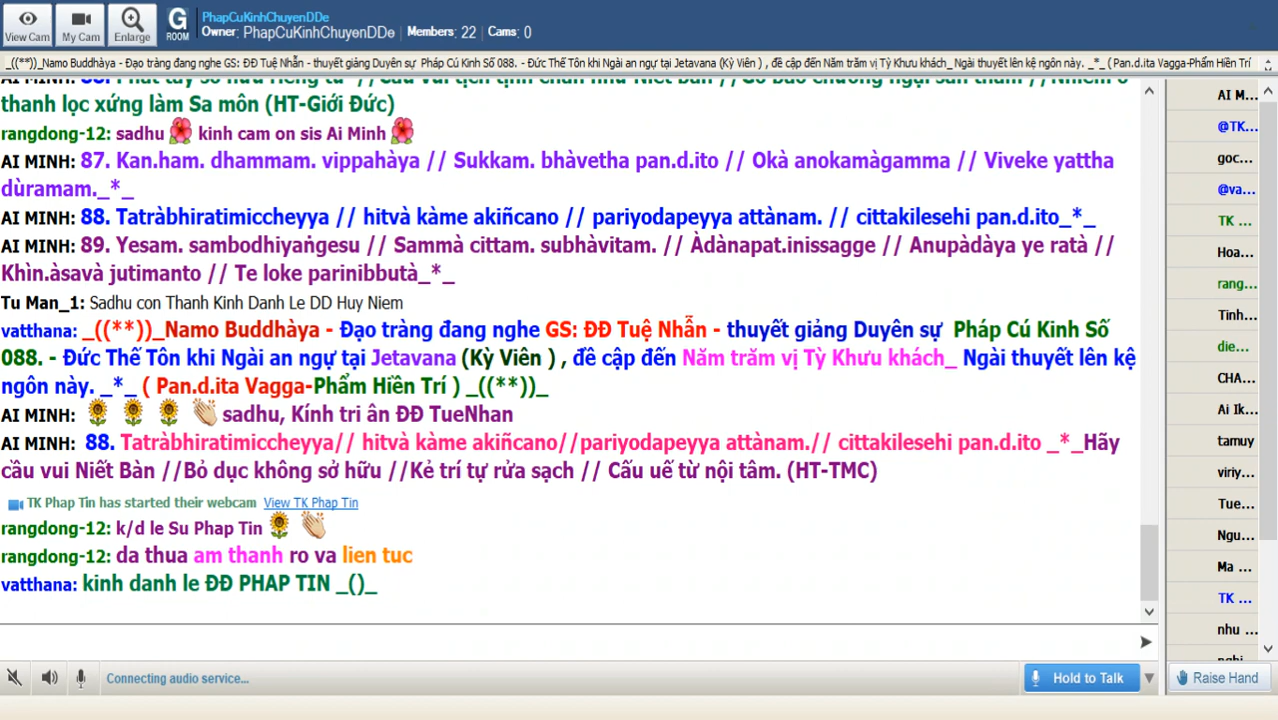 PhapCuKinhChuyenDDe
Owner: PhapCuKinhChuyenDDe Members: 22 Cams: 0
View Cam My Cam Enlarge G ROOM
_((**))_Namo Buddhàya - Đạo tràng đang nghe GS: ĐĐ Tuệ Nhẫn - thuyết giảng Duyên sự Pháp Cú Kinh Số 088. - Đức Thế Tôn khi Ngài an ngự tại Jetavana (Kỳ Viên ) , đề cập đến Năm trăm vị Tỳ Khưu khách_ Ngài thuyết lên kệ ngôn này. _*_ ( Pan.d.ita Vagga-Phẩm Hiền Trí
thanh lọc xứng làm Sa môn (HT-Giới Đức)
rangdong-12: sadhu kinh cam on sis Ai Minh
AI MINH: 87. Kan.ham. dhammam. vippahàya // Sukkam. bhàvetha pan.d.ito // Okà anokamàgamma // Viveke yattha
dùramam._*_
AI MINH: 88. Tatràbhiratimiccheyya // hitvà kàme akiñcano // pariyodapeyya attànam. // cittakilesehi pan.d.ito_*_
AI MINH: 89. Yesam. sambodhiyaṅgesu // Sammà cittam. subhàvitam. // Àdànapat.inissagge // Anupàdàya ye ratà //
Khìn.àsavà jutimanto // Te loke parinibbutà_*_
Tu Man_1: Sadhu con Thanh Kinh Danh Le DD Huy Niem
vatthana: _((**))_Namo Buddhàya - Đạo tràng đang nghe GS: ĐĐ Tuệ Nhẫn - thuyết giảng Duyên sự Pháp Cú Kinh Số
088. - Đức Thế Tôn khi Ngài an ngự tại Jetavana (Kỳ Viên ) , đề cập đến Năm trăm vị Tỳ Khưu khách_ Ngài thuyết lên kệ
ngôn này. _*_ ( Pan.d.ita Vagga-Phẩm Hiền Trí ) _((**))_
AI MINH: sadhu, Kính tri ân ĐĐ TueNhan
AI MINH: 88. Tatràbhiratimiccheyya// hitvà kàme akiñcano//pariyodapeyya attànam.// cittakilesehi pan.d.ito _*_Hãy
cầu vui Niết Bàn //Bỏ dục không sở hữu //Kẻ trí tự rửa sạch // Cấu uế từ nội tâm. (HT-TMC)
TK Phap Tin has started their webcam View TK Phap Tin
rangdong-12: k/d le Su Phap Tin
rangdong-12: da thua am thanh ro va lien tuc
vatthana: kinh danh le ĐĐ PHAP TIN _()_
Connecting audio service...
Hold to Talk
AI M...
@TK...
goc...
@va...
TK ...
Hoa...
rang...
Tinh...
die...
CHA...
Ai Ik...
tamuy
viriy...
Tue...
Ngu...
Ma ...
TK ...
nhu ...
Raise Hand